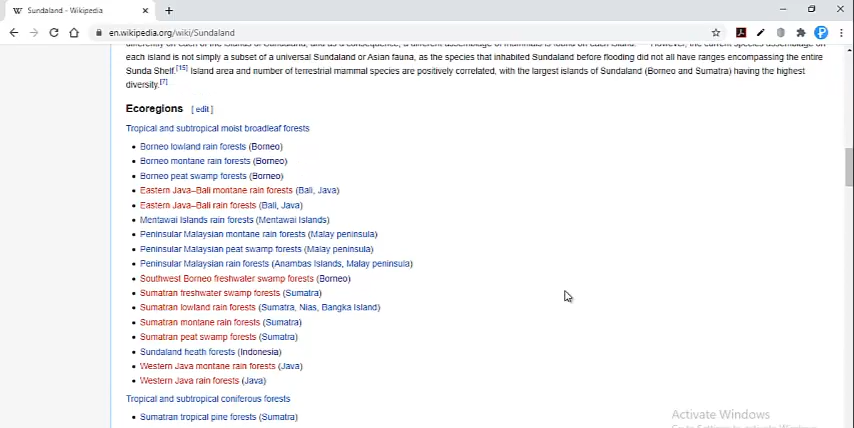 W Sundaland - Wikipedia
en.wikipedia.org/wiki/Sundaland
differently on each of the islands of Sundaland, and as a consequence, a different assemblage of mammals is found on each island. However, the current species assemblage on
each island is not simply a subset of a universal Sundaland or Asian fauna, as the species that inhabited Sundaland before flooding did not all have ranges encompassing the entire
Sunda Shelf.[15] Island area and number of terrestrial mammal species are positively correlated, with the largest islands of Sundaland (Borneo and Sumatra) having the highest
diversity.[7]
Ecoregions [ edit ]
Tropical and subtropical moist broadleaf forests
• Borneo lowland rain forests (Borneo)
• Borneo montane rain forests (Borneo)
• Borneo peat swamp forests (Borneo)
• Eastern Java–Bali montane rain forests (Bali, Java)
• Eastern Java–Bali rain forests (Bali, Java)
• Mentawai Islands rain forests (Mentawai Islands)
• Peninsular Malaysian montane rain forests (Malay peninsula)
• Peninsular Malaysian peat swamp forests (Malay peninsula)
• Peninsular Malaysian rain forests (Anambas Islands, Malay peninsula)
• Southwest Borneo freshwater swamp forests (Borneo)
• Sumatran freshwater swamp forests (Sumatra)
• Sumatran lowland rain forests (Sumatra, Nias, Bangka Island)
• Sumatran montane rain forests (Sumatra)
• Sumatran peat swamp forests (Sumatra)
• Sundaland heath forests (Indonesia)
• Western Java montane rain forests (Java)
• Western Java rain forests (Java)
Tropical and subtropical coniferous forests
• Sumatran tropical pine forests (Sumatra)
Activate Windows